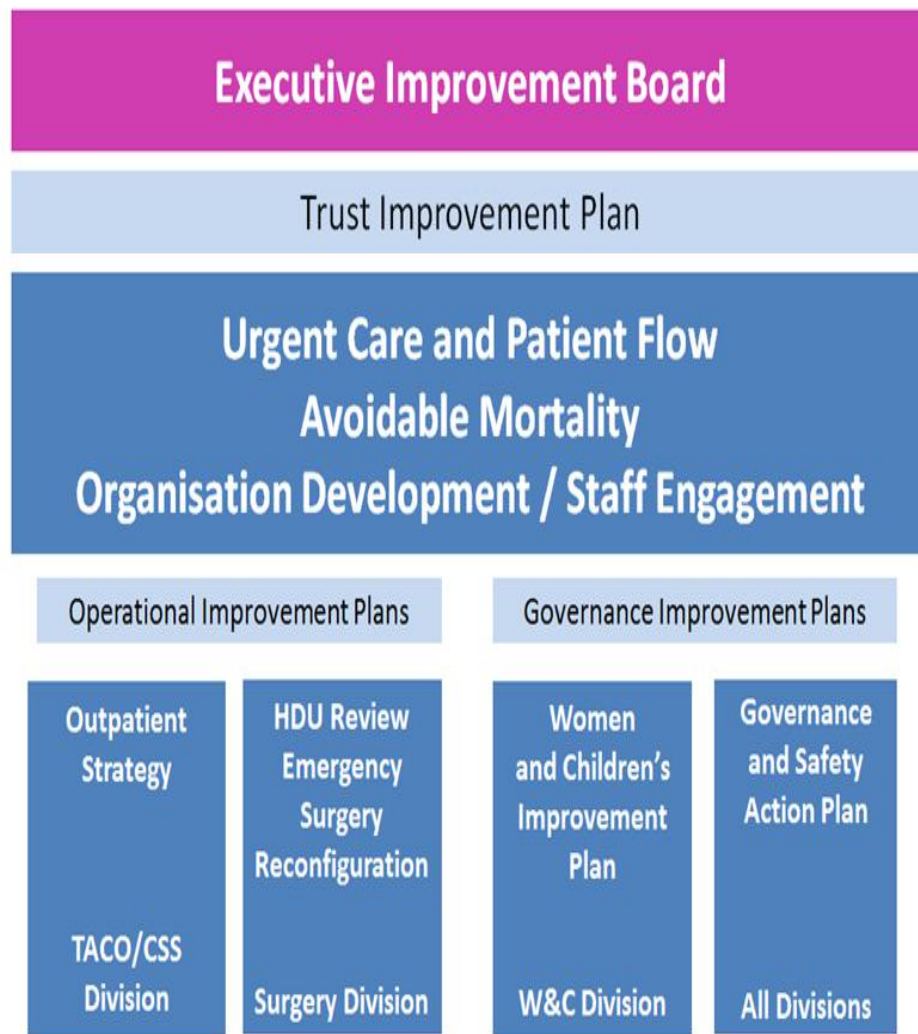 Executive Improvement Board
Trust Improvement Plan
Urgent Care and Patient Flow
Avoidable Mortality
Organisation Development / Staff Engagement
Operational Improvement Plans
Governance Improvement Plans
Outpatient
Strategy
TACO/CSS
Division
HDU Review
Emergency
Surgery
Reconfiguration
Surgery Division
Women
and Children's
Improvement
Plan
W&C Division
Governance
and Safety
Action Plan
All Divisions